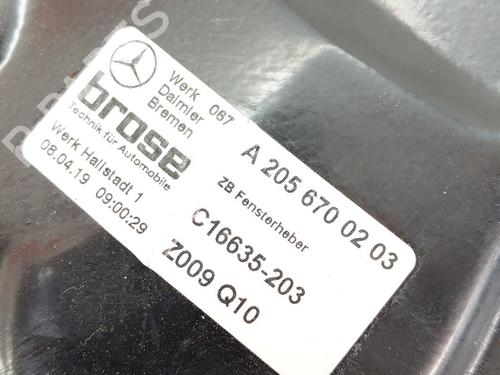 Werk 067
Daimler
Bremen
brose
Technik für Automobile
Werk Hallstadt 1
08.04.19 09:00:29
A 205 670 02 03
ZB Fensterheber
C16635-203
Z009 Q10